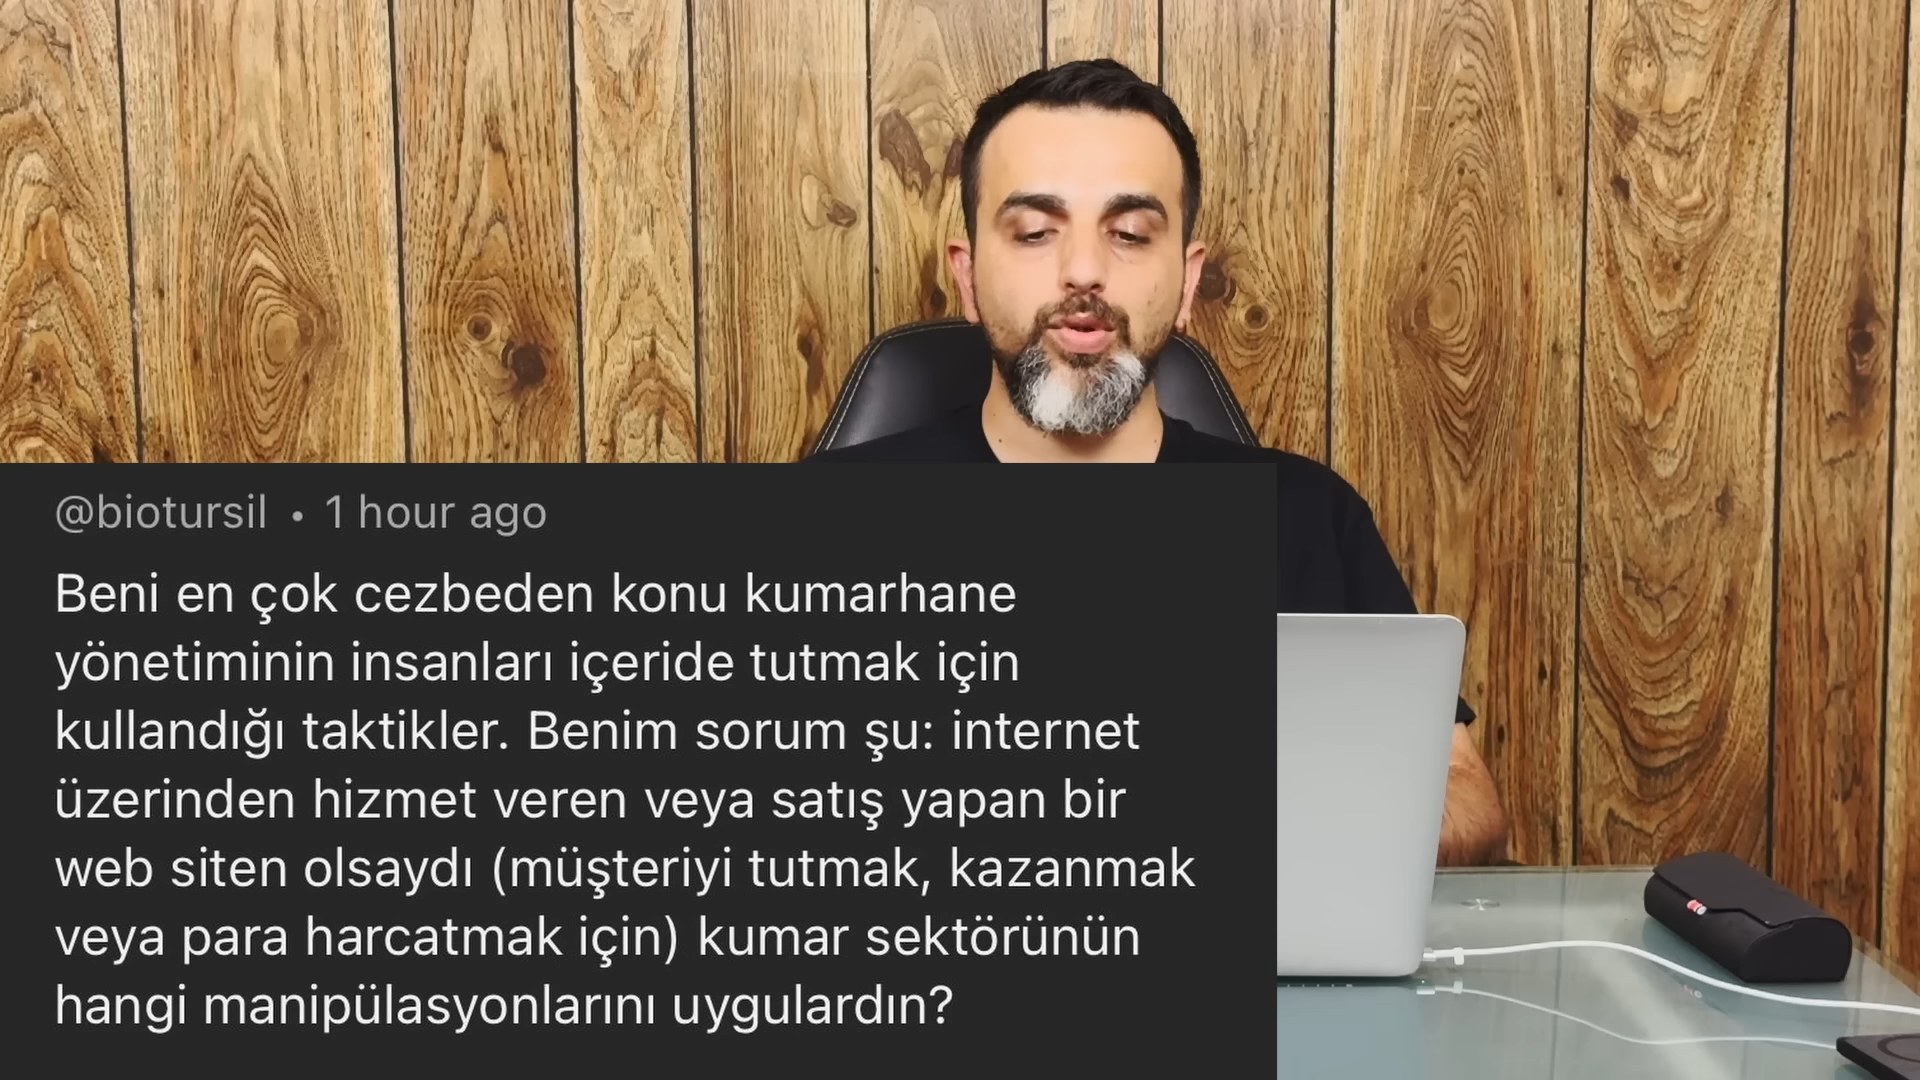 @biotursil • 1 hour ago
Beni en çok cezbeden konu kumarhane
yönetiminin insanları içeride tutmak için
kullandığı taktikler. Benim sorum şu: internet
üzerinden hizmet veren veya satış yapan bir
web siten olsaydı (müşteriyi tutmak, kazanmak
veya para harcatmak için) kumar sektörünün
hangi manipülasyonlarını uygulardın?